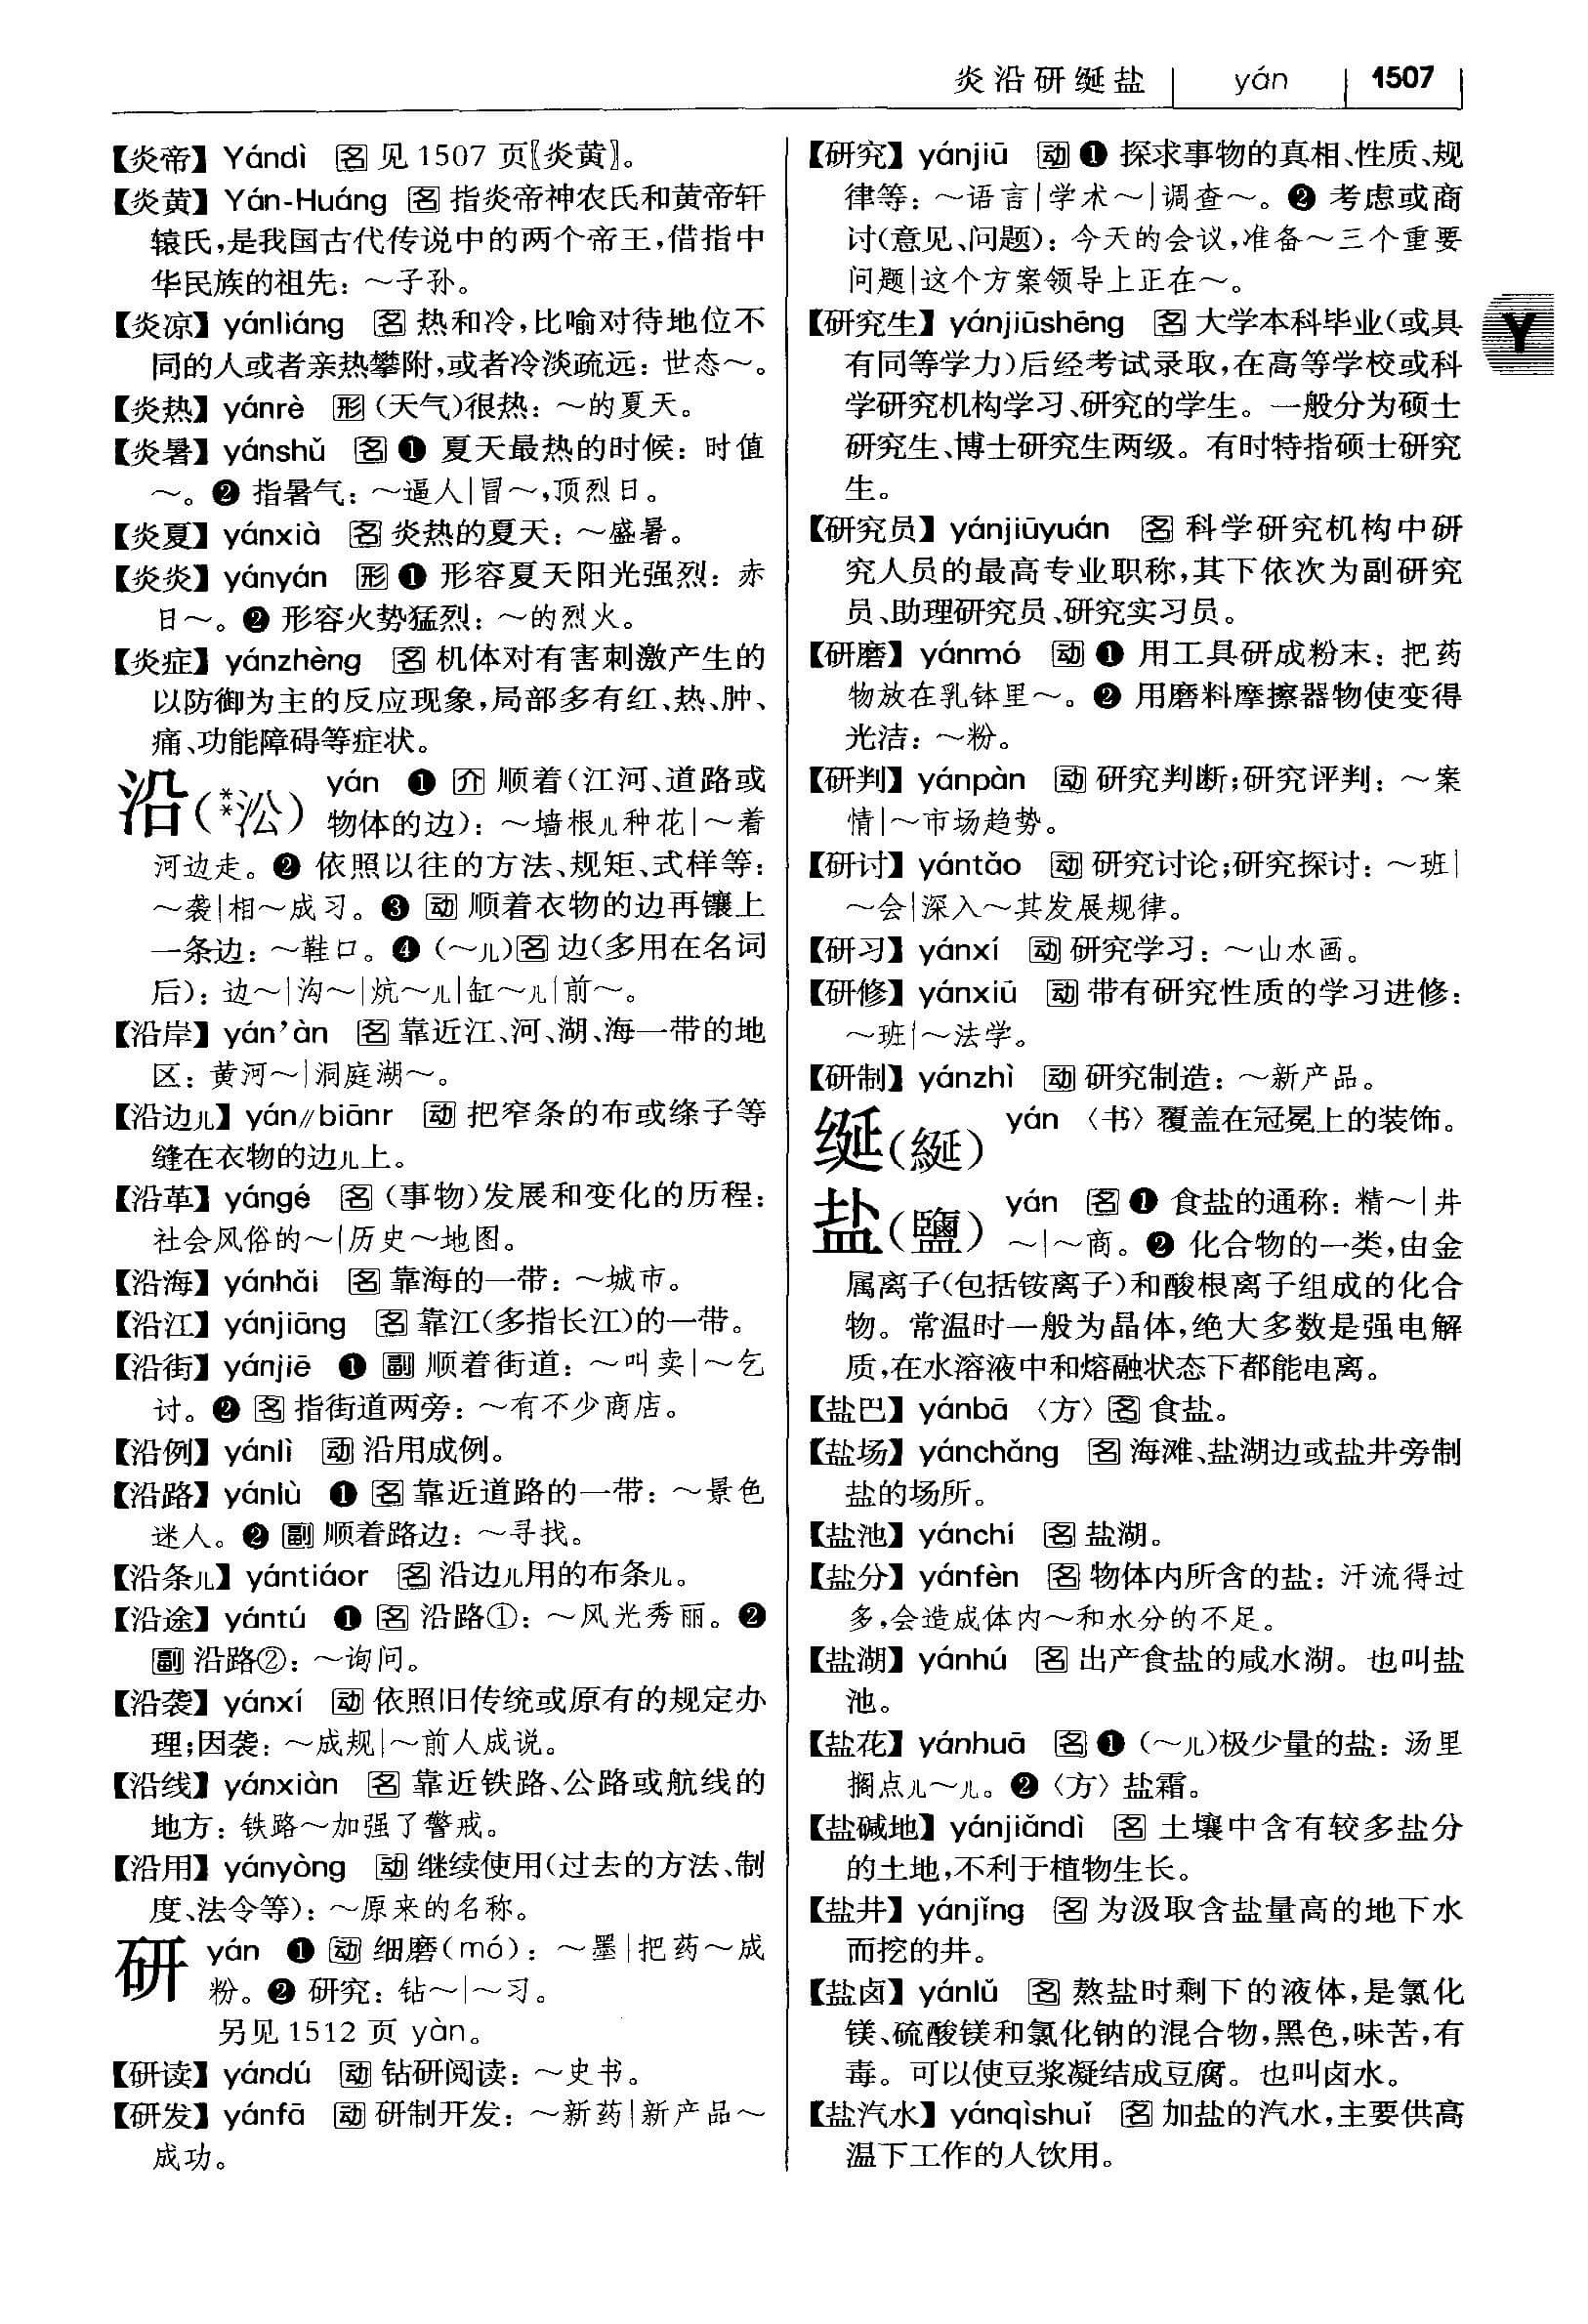 炎沿研綖盐 yán 1507
【炎帝】 Yándì 名 见 1507 页〖炎黄〗。
【炎黄】 Yán-Huáng 名 指炎帝神农氏和黄帝轩
辕氏,是我国古代传说中的两个帝王,借指中
华民族的祖先：～子孙。
【炎凉】 yánliáng 名 热和冷,比喻对待地位不
同的人或者亲热攀附,或者冷淡疏远：世态～。
【炎热】 yánrè 形 (天气)很热：～的夏天。
【炎暑】 yánshǔ 名 ❶ 夏天最热的时候：时值
～。❷ 指暑气：～逼人|冒～,顶烈日。
【炎夏】 yánxià 名 炎热的夏天：～盛暑。
【炎炎】 yányán 形 ❶ 形容夏天阳光强烈：赤
日～。❷ 形容火势猛烈：～的烈火。
【炎症】 yánzhèng 名 机体对有害刺激产生的
以防御为主的反应现象,局部多有红、热、肿、
痛、功能障碍等症状。
沿(**㳂) yán ❶ 介 顺着(江河、道路或
物体的边)：～墙根儿种花|～着
河边走。❷ 依照以往的方法、规矩、式样等：
～袭|相～成习。❸ 动 顺着衣物的边再镶上
一条边：～鞋口。❹ (～儿)名 边(多用在名词
后)：边～|沟～|炕～儿|缸～儿|前～。
【沿岸】 yán’àn 名 靠近江、河、湖、海一带的地
区：黄河～|洞庭湖～。
【沿边儿】 yán//biānr 动 把窄条的布或绦子等
缝在衣物的边儿上。
【沿革】 yángé 名 (事物)发展和变化的历程：
社会风俗的～|历史～地图。
【沿海】 yánhǎi 名 靠海的一带：～城市。
【沿江】 yánjiāng 名 靠江(多指长江)的一带。
【沿街】 yánjiē ❶ 副 顺着街道：～叫卖|～乞
讨。❷ 名 指街道两旁：～有不少商店。
【沿例】 yánlì 动 沿用成例。
【沿路】 yánlù ❶ 名 靠近道路的一带：～景色
迷人。❷ 副 顺着路边：～寻找。
【沿条儿】 yántiáor 名 沿边儿用的布条儿。
【沿途】 yántú ❶ 名 沿路①：～风光秀丽。❷
副 沿路②：～询问。
【沿袭】 yánxí 动 依照旧传统或原有的规定办
理;因袭：～成规|～前人成说。
【沿线】 yánxiàn 名 靠近铁路、公路或航线的
地方：铁路～加强了警戒。
【沿用】 yányòng 动 继续使用(过去的方法、制
度、法令等)：～原来的名称。
研 yán ❶ 动 细磨(mó)：～墨|把药～成
粉。❷ 研究：钻～|～习。
另见 1512 页 yàn。
【研读】 yándú 动 钻研阅读：～史书。
【研发】 yánfā 动 研制开发：～新药|新产品～
成功。
【研究】 yánjiū 动 ❶ 探求事物的真相、性质、规
律等：～语言|学术～|调查～。❷ 考虑或商
讨(意见、问题)：今天的会议,准备～三个重要
问题|这个方案领导上正在～。
【研究生】 yánjiūshēng 名 大学本科毕业(或具
有同等学力)后经考试录取,在高等学校或科
学研究机构学习、研究的学生。一般分为硕士
研究生、博士研究生两级。有时特指硕士研究
生。
【研究员】 yánjiūyuán 名 科学研究机构中研
究人员的最高专业职称,其下依次为副研究
员、助理研究员、研究实习员。
【研磨】 yánmó 动 ❶ 用工具研成粉末：把药
物放在乳钵里～。❷ 用磨料摩擦器物使变得
光洁：～粉。
【研判】 yánpàn 动 研究判断;研究评判：～案
情|～市场趋势。
【研讨】 yántǎo 动 研究讨论;研究探讨：～班|
～会|深入～其发展规律。
【研习】 yánxí 动 研究学习：～山水画。
【研修】 yánxiū 动 带有研究性质的学习进修：
～班|～法学。
【研制】 yánzhì 动 研究制造：～新产品。
𫄧(綖) yán 〈书〉覆盖在冠冕上的装饰。
盐(鹽) yán 名 ❶ 食盐的通称：精～|井
～|～商。❷ 化合物的一类,由金
属离子(包括铵离子)和酸根离子组成的化合
物。常温时一般为晶体,绝大多数是强电解
质,在水溶液中和熔融状态下都能电离。
【盐巴】 yánbā 〈方〉名 食盐。
【盐场】 yánchǎng 名 海滩、盐湖边或盐井旁制
盐的场所。
【盐池】 yánchí 名 盐湖。
【盐分】 yánfèn 名 物体内所含的盐：汗流得过
多,会造成体内～和水分的不足。
【盐湖】 yánhú 名 出产食盐的咸水湖。也叫盐
池。
【盐花】 yánhuā 名 ❶ (～儿)极少量的盐：汤里
搁点儿～儿。❷〈方〉盐霜。
【盐碱地】 yánjiǎndì 名 土壤中含有较多盐分
的土地,不利于植物生长。
【盐井】 yánjǐng 名 为汲取含盐量高的地下水
而挖的井。
【盐卤】 yánlǔ 名 熬盐时剩下的液体,是氯化
镁、硫酸镁和氯化钠的混合物,黑色,味苦,有
毒。可以使豆浆凝结成豆腐。也叫卤水。
【盐汽水】 yánqìshuǐ 名 加盐的汽水,主要供高
温下工作的人饮用。
Y